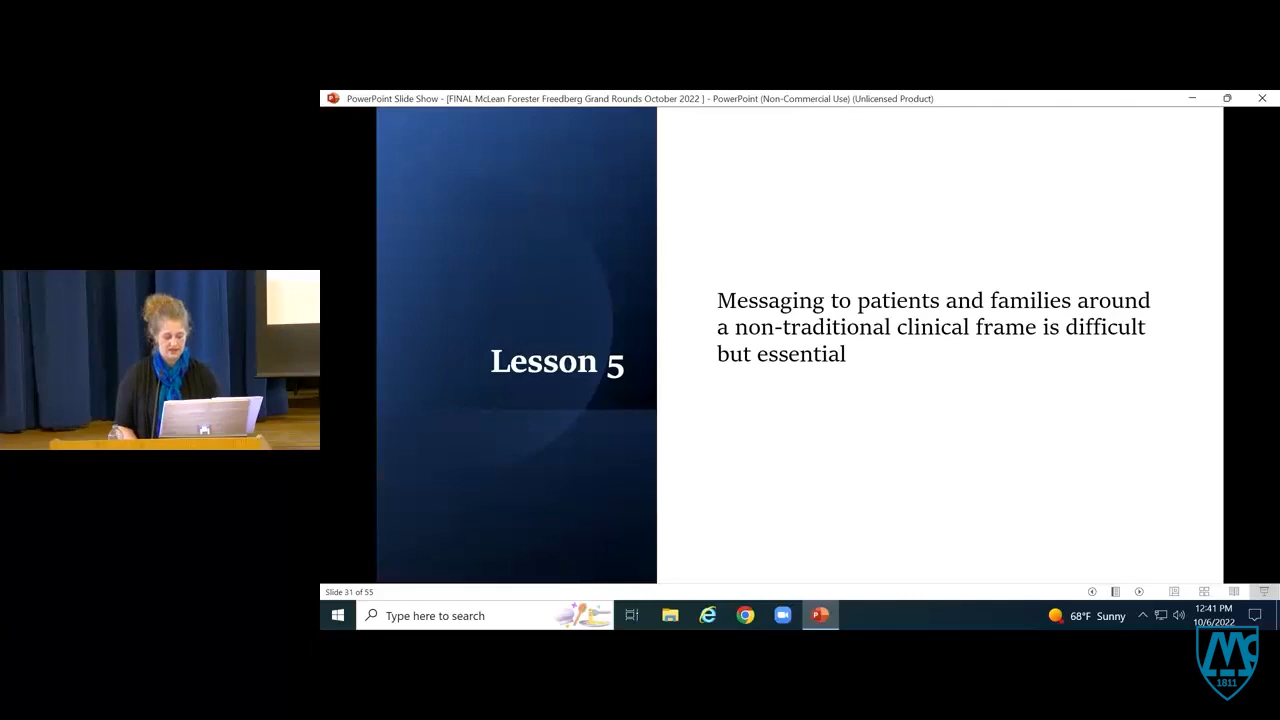 PowerPoint Slide Show - [FINAL McLean Forester Freedberg Grand Rounds October 2022 ] - PowerPoint (Non-Commercial Use) (Unlicensed Product)
Lesson 5
Messaging to patients and families around
a non-traditional clinical frame is difficult
but essential
Slide 31 of 55
Type here to search
68°F Sunny
12:41 PM
10/6/2022
Mc
1811